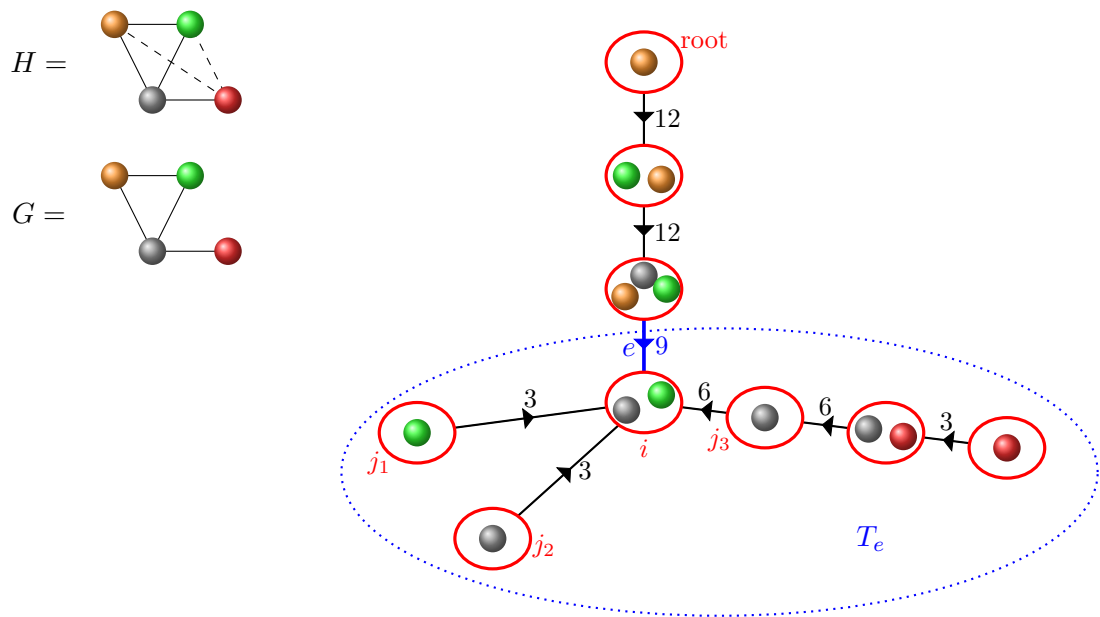 H =
G =
root
12
12
e 9
3
3
6
6
3
j₁
j₂
i
j₃
Tₑ